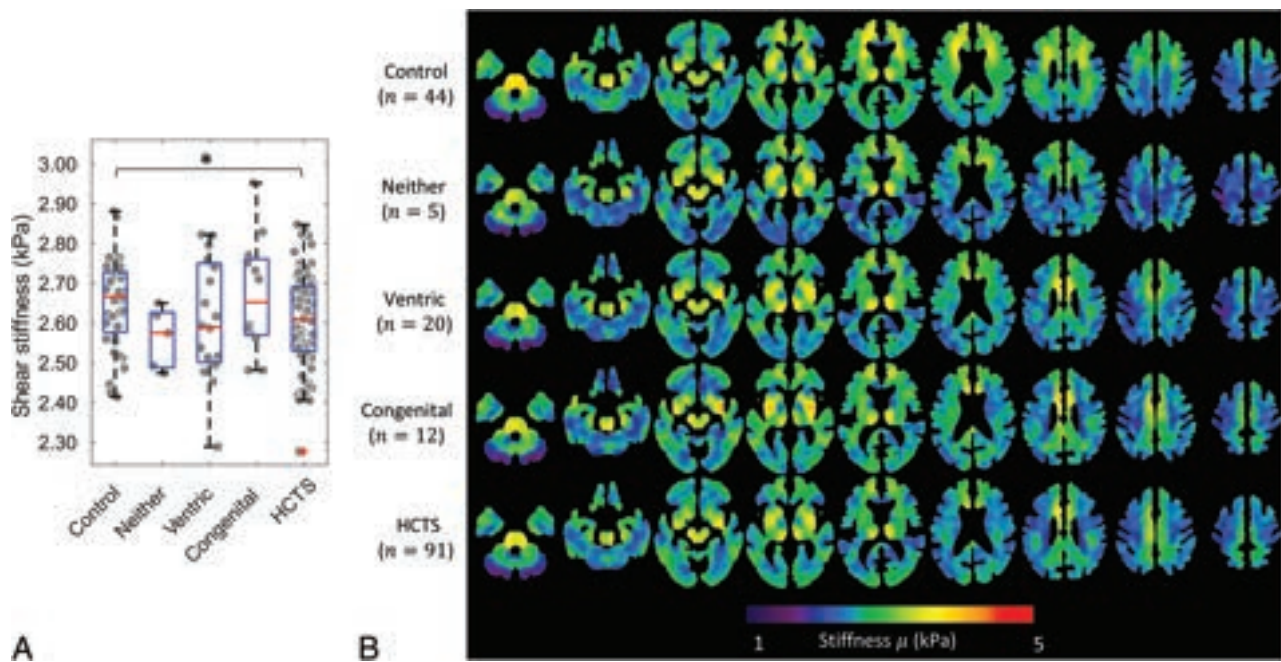 Shear stiffness (kPa)
3.00
2.90
2.80
2.70
2.60
2.50
2.40
2.30
Control
Neither
Ventric
Congenital
HCTS
A
Control
(n = 44)
Neither
(n = 5)
Ventric
(n = 20)
Congenital
(n = 12)
HCTS
(n = 91)
1 Stiffness μ (kPa) 5
B